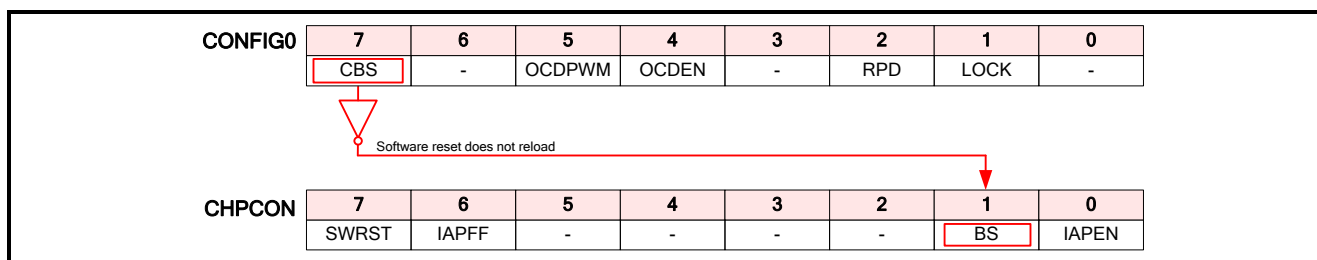 CONFIG0 7 6 5 4 3 2 1 0
CBS - OCDPWM OCDEN - RPD LOCK -
Software reset does not reload
CHPCON 7 6 5 4 3 2 1 0
SWRST IAPFF - - - - BS IAPEN